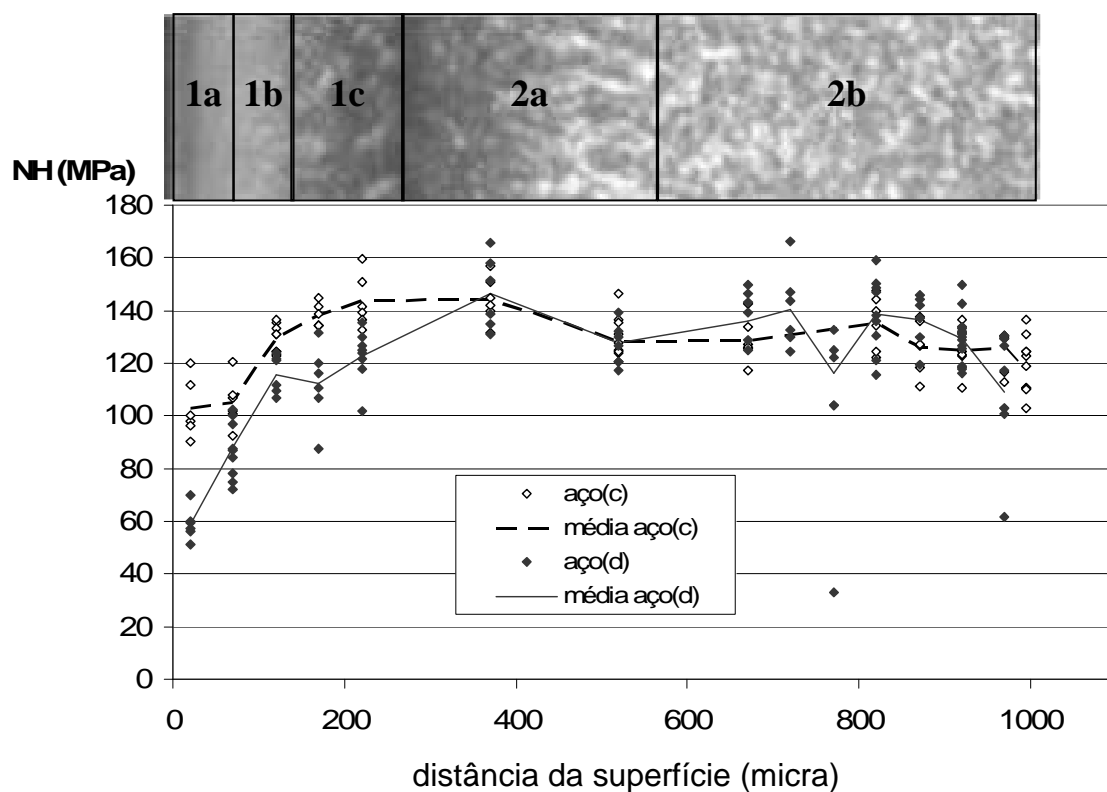 1a 1b 1c 2a 2b
NH (MPa)
180
160
140
120
100
80
60
40
20
0
aço(c)
média aço(c)
aço(d)
média aço(d)
0 200 400 600 800 1000
distância da superfície (micra)